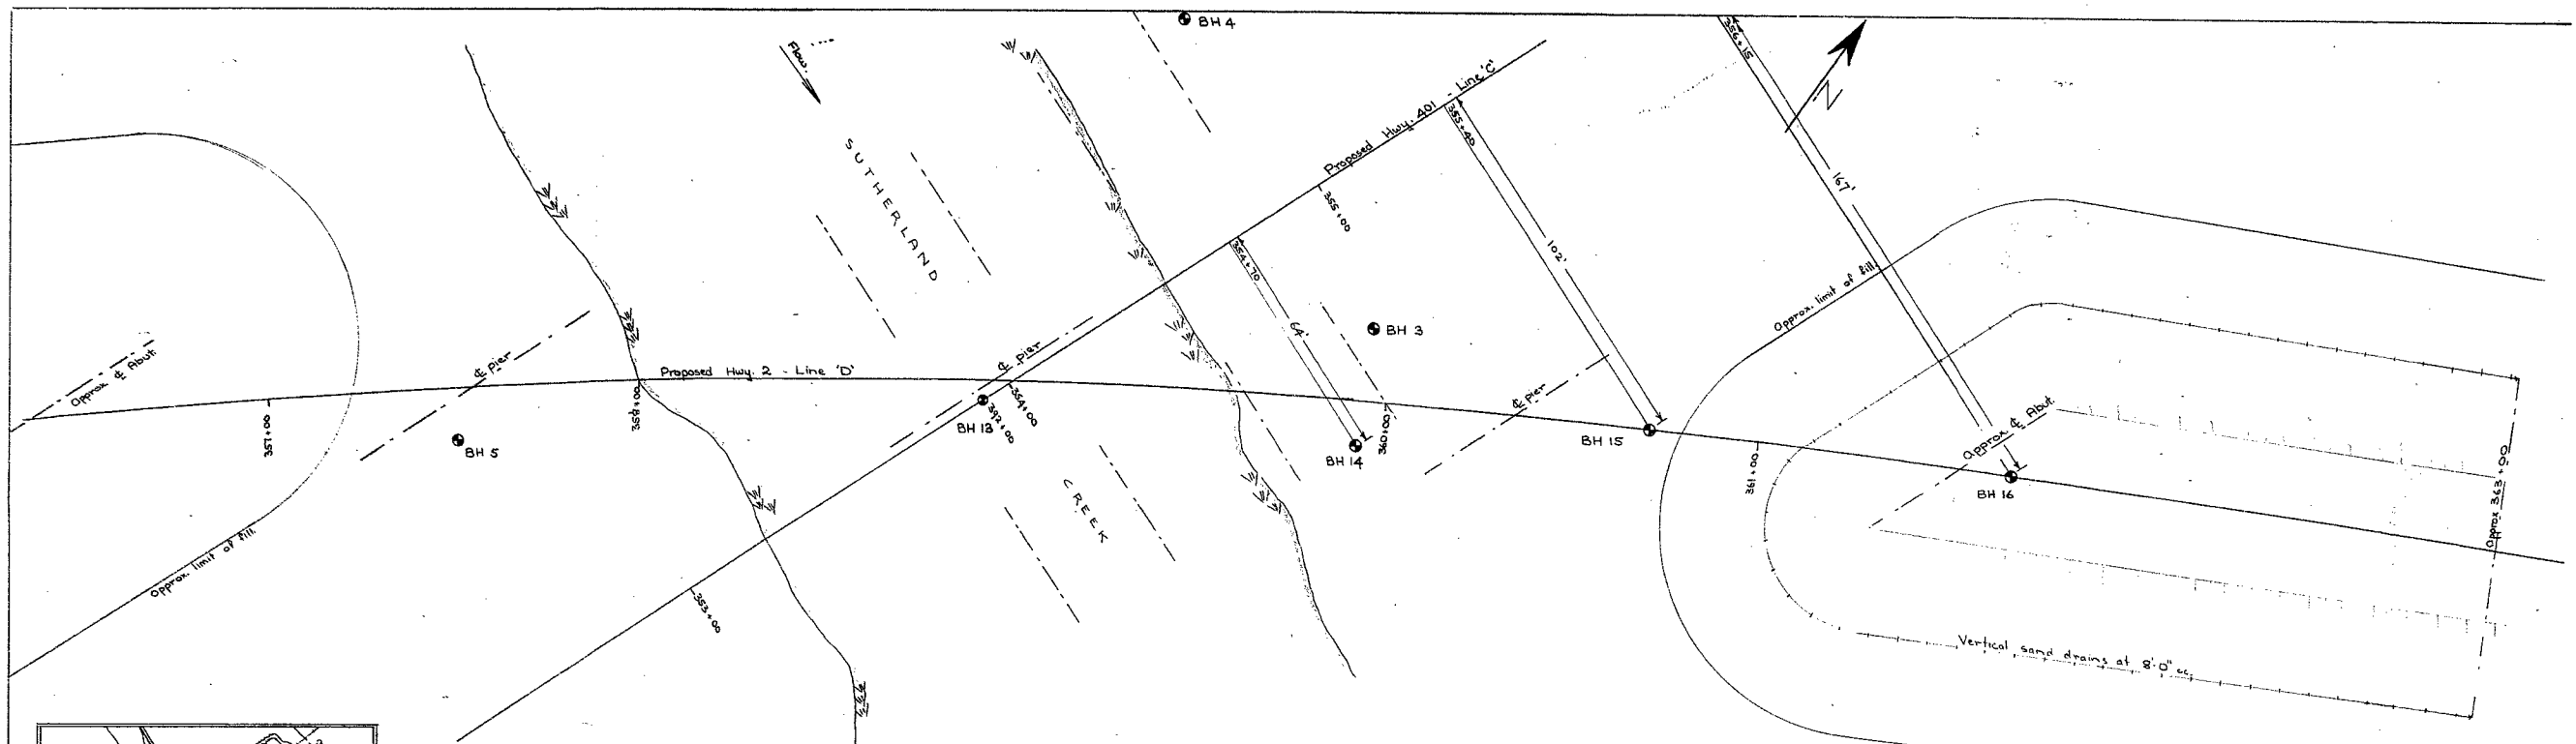 BH 4
Flow.
356+15
N
SUTHERLAND
Proposed Hwy. 401 - Line 'C'
355+40
355+00
167'
102'
354+70
64'
BH 3
Approx. limit of fill.
Approx. ℄ Abut.
℄ Pier
Proposed Hwy. 2 - Line 'D'
℄ Pier
℄ Pier
357+00
358+00
BH 5
BH 13
354+00
392+00
BH 14
360+00
BH 15
361+00
Approx. ℄ Abut.
BH 16
Approx 363+00
CREEK
Approx. limit of fill.
353+00
Vertical sand drains at 8'-0" cc.